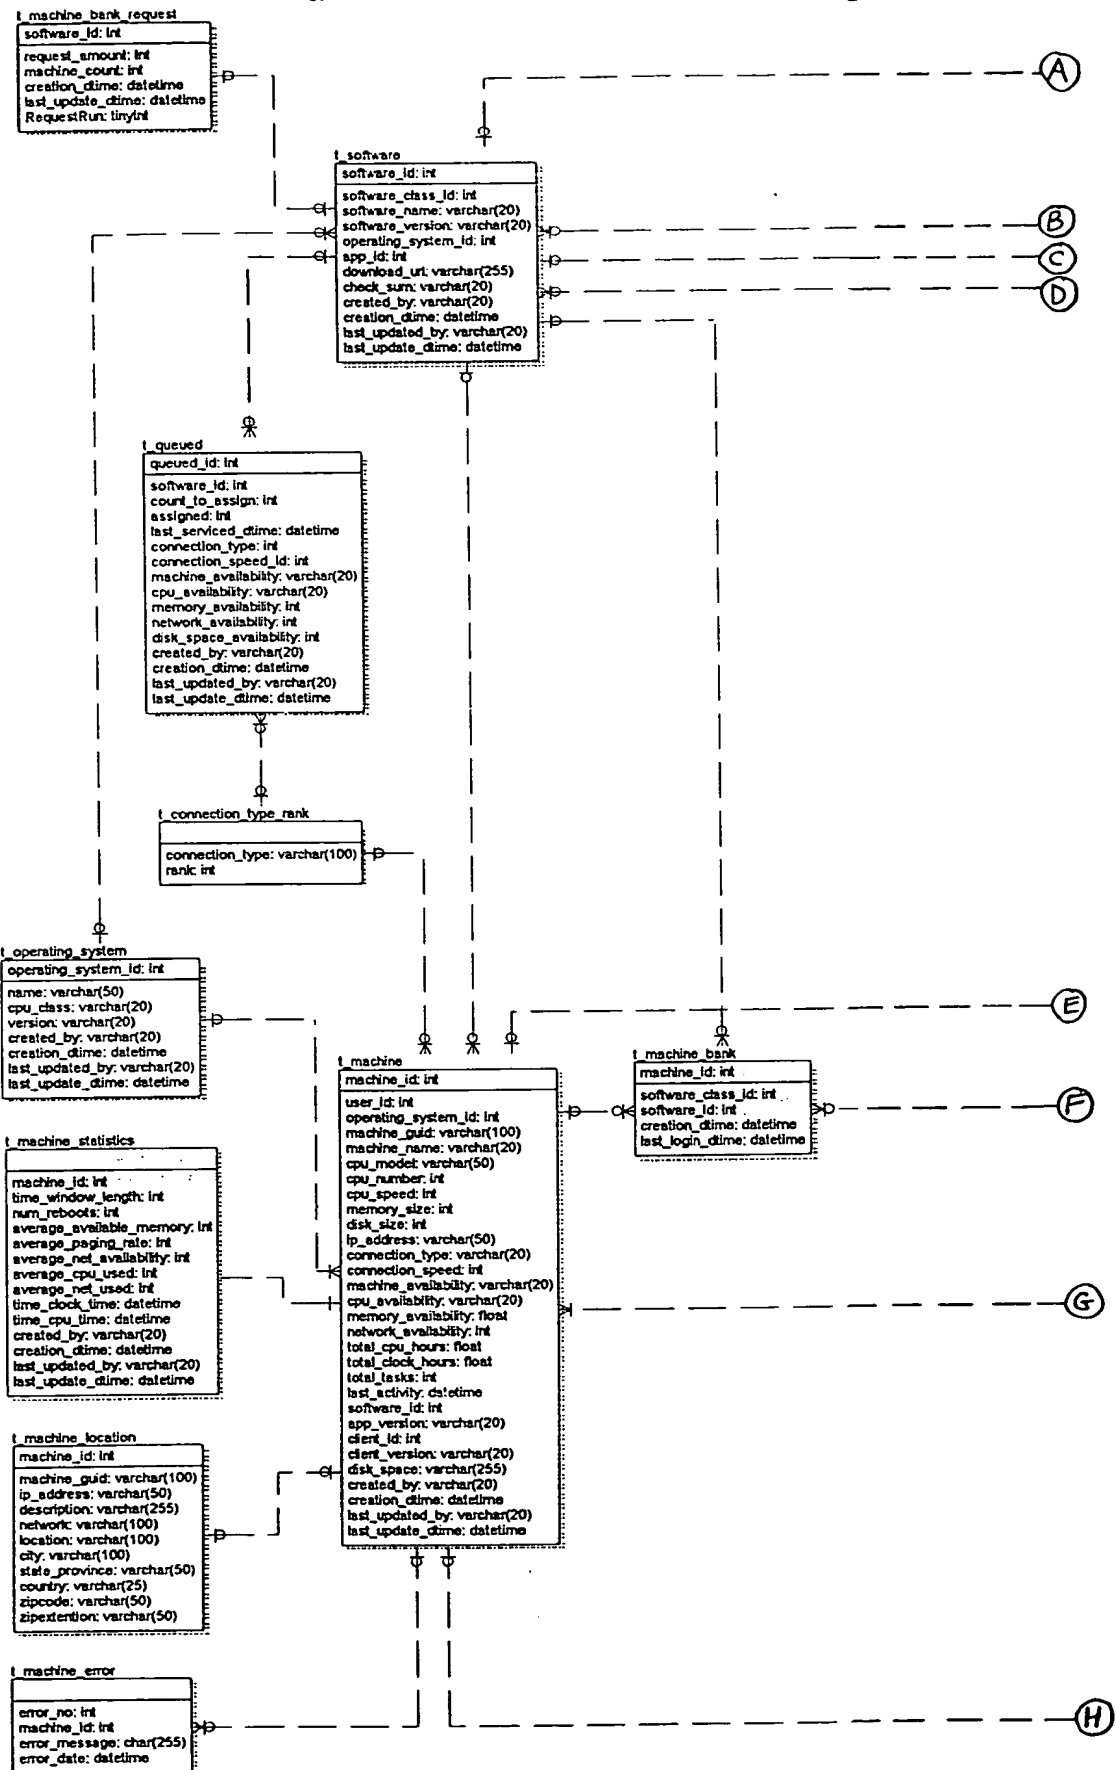 t_machine_bank_request
software_id: int
request_amount: int
machine_count: int
creation_dtime: datetime
last_update_dtime: datetime
RequestRun: tinyint
A
t_software
software_id: int
software_class_id: int
software_name: varchar(20)
software_version: varchar(20)
operating_system_id: int
app_id: int
download_url: varchar(255)
check_sum: varchar(20)
created_by: varchar(20)
creation_dtime: datetime
last_updated_by: varchar(20)
last_update_dtime: datetime
B
C
D
t_queued
queued_id: int
software_id: int
count_to_assign: int
assigned: int
last_serviced_dtime: datetime
connection_type: int
connection_speed_id: int
machine_availability: varchar(20)
cpu_availability: varchar(20)
memory_availability: int
network_availability: int
disk_space_availability: int
created_by: varchar(20)
creation_dtime: datetime
last_updated_by: varchar(20)
last_update_dtime: datetime
t_connection_type_rank
connection_type: varchar(100)
rank: int
t_operating_system
operating_system_id: int
name: varchar(50)
cpu_class: varchar(20)
version: varchar(20)
created_by: varchar(20)
creation_dtime: datetime
last_updated_by: varchar(20)
last_update_dtime: datetime
E
t_machine
machine_id: int
user_id: int
operating_system_id: int
machine_guid: varchar(100)
machine_name: varchar(20)
cpu_model: varchar(50)
cpu_number: int
cpu_speed: int
memory_size: int
disk_size: int
ip_address: varchar(50)
connection_type: varchar(20)
connection_speed: int
machine_availability: varchar(20)
cpu_availability: varchar(20)
memory_availability: float
network_availability: int
total_cpu_hours: float
total_clock_hours: float
total_tasks: int
last_activity: datetime
software_id: int
app_version: varchar(20)
client_id: int
client_version: varchar(20)
disk_space: varchar(255)
created_by: varchar(20)
creation_dtime: datetime
last_updated_by: varchar(20)
last_update_dtime: datetime
t_machine_bank
machine_id: int
software_class_id: int
software_id: int
creation_dtime: datetime
last_login_dtime: datetime
F
t_machine_statistics
machine_id: int
time_window_length: int
num_reboots: int
average_available_memory: int
average_paging_rate: int
average_net_availability: int
average_cpu_used: int
average_net_used: int
time_clock_time: datetime
time_cpu_time: datetime
created_by: varchar(20)
creation_dtime: datetime
last_updated_by: varchar(20)
last_update_dtime: datetime
G
t_machine_location
machine_id: int
machine_guid: varchar(100)
ip_address: varchar(50)
description: varchar(255)
network: varchar(100)
location: varchar(100)
city: varchar(100)
state_province: varchar(50)
country: varchar(25)
zipcode: varchar(50)
zipextention: varchar(50)
t_machine_error
error_no: int
machine_id: int
error_message: char(255)
error_date: datetime
H